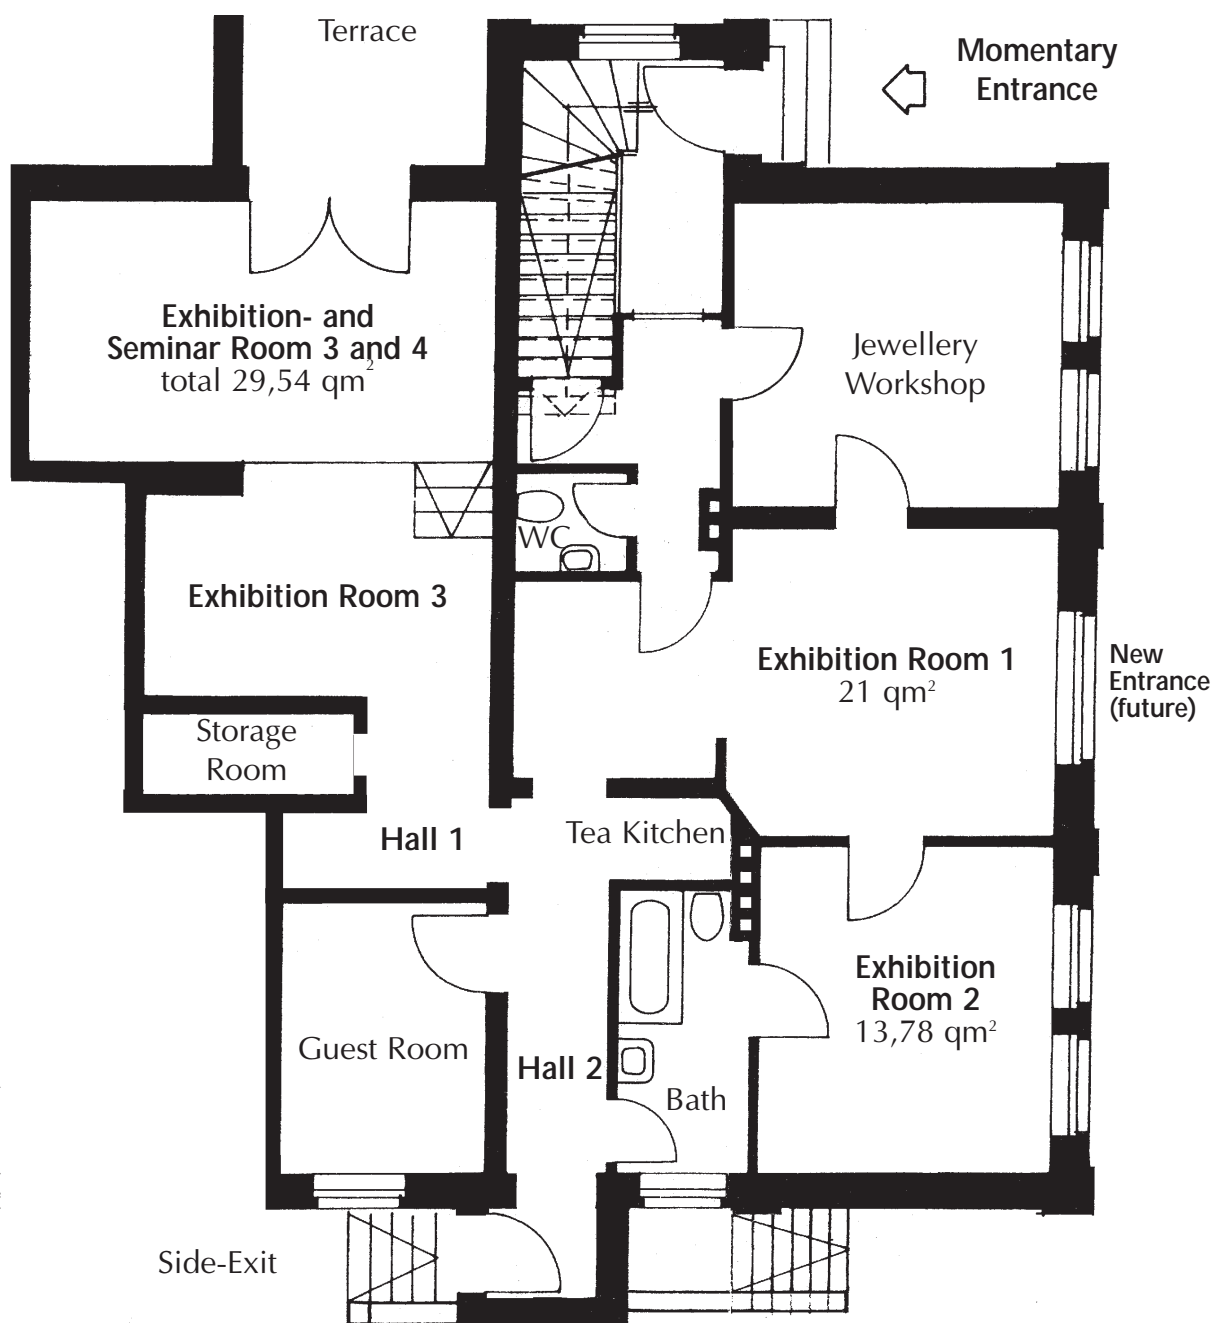 Terrace
Momentary
Entrance
Exhibition- and
Seminar Room 3 and 4
total 29,54 qm²
Jewellery
Workshop
WC
Exhibition Room 3
Exhibition Room 1
21 qm²
New
Entrance
(future)
Storage
Room
Hall 1
Tea Kitchen
Exhibition
Room 2
13,78 qm²
Guest Room
Hall 2
Bath
Side-Exit